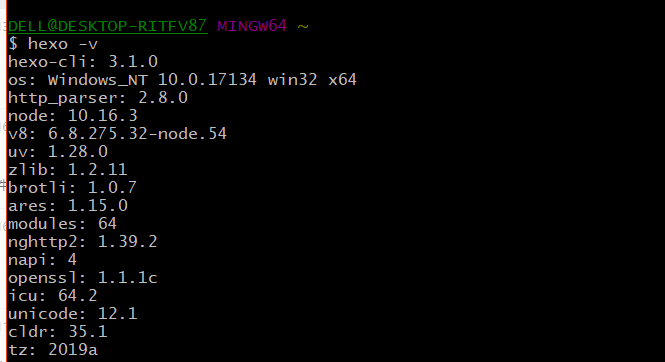 DELL@DESKTOP-RITFV87 MINGW64 ~
$ hexo -v
hexo-cli: 3.1.0
os: Windows_NT 10.0.17134 win32 x64
http_parser: 2.8.0
node: 10.16.3
v8: 6.8.275.32-node.54
uv: 1.28.0
zlib: 1.2.11
brotli: 1.0.7
ares: 1.15.0
modules: 64
nghttp2: 1.39.2
napi: 4
openssl: 1.1.1c
icu: 64.2
unicode: 12.1
cldr: 35.1
tz: 2019a